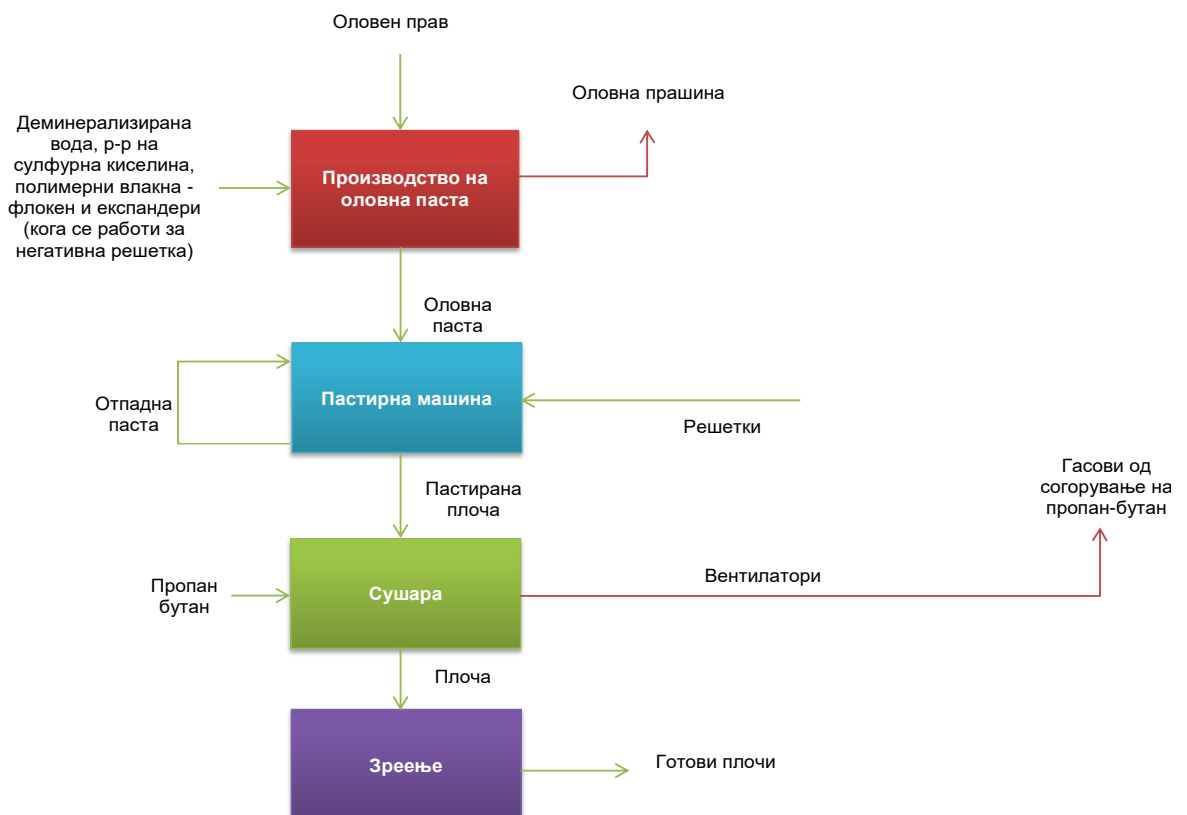 Оловен прав
Оловна прашина
Деминерализирана
вода, р-р на
сулфурна киселина,
полимерни влакна -
флокен и експандери
(кога се работи за
негативна решетка)
Производство на
оловна паста
Оловна
паста
Отпадна
паста
Пастирна машина
Решетки
Пастирана
плоча
Гасови од
согорување на
пропан-бутан
Пропан
бутан
Сушара
Вентилатори
Плоча
Зреење
Готови плочи